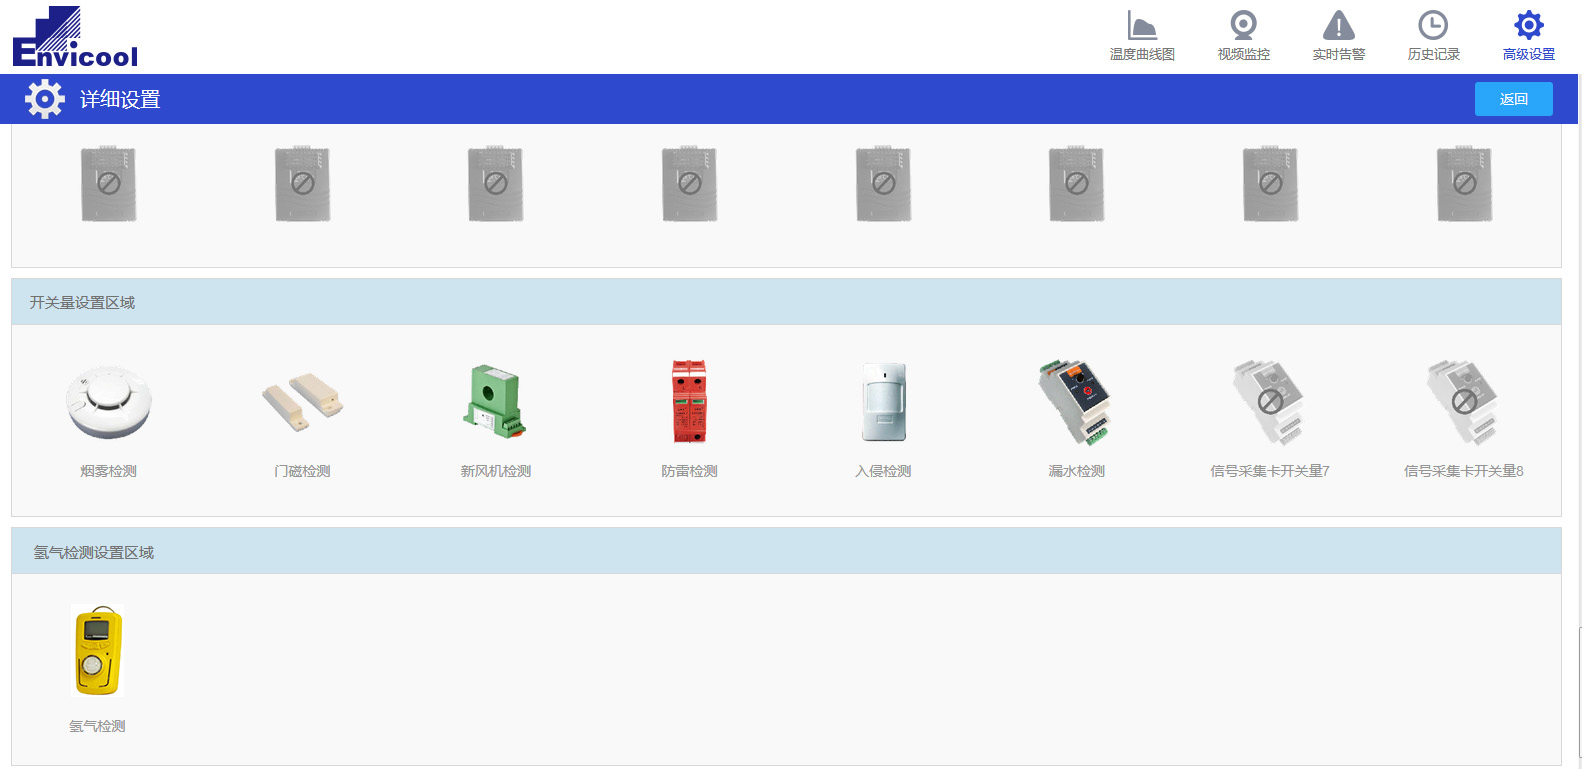 Envicool
温度曲线图
视频监控
实时告警
历史记录
高级设置
详细设置
返回
开关量设置区域
烟雾检测
门磁检测
新风机检测
防雷检测
入侵检测
漏水检测
信号采集卡开关量7
信号采集卡开关量8
氢气检测设置区域
氢气检测